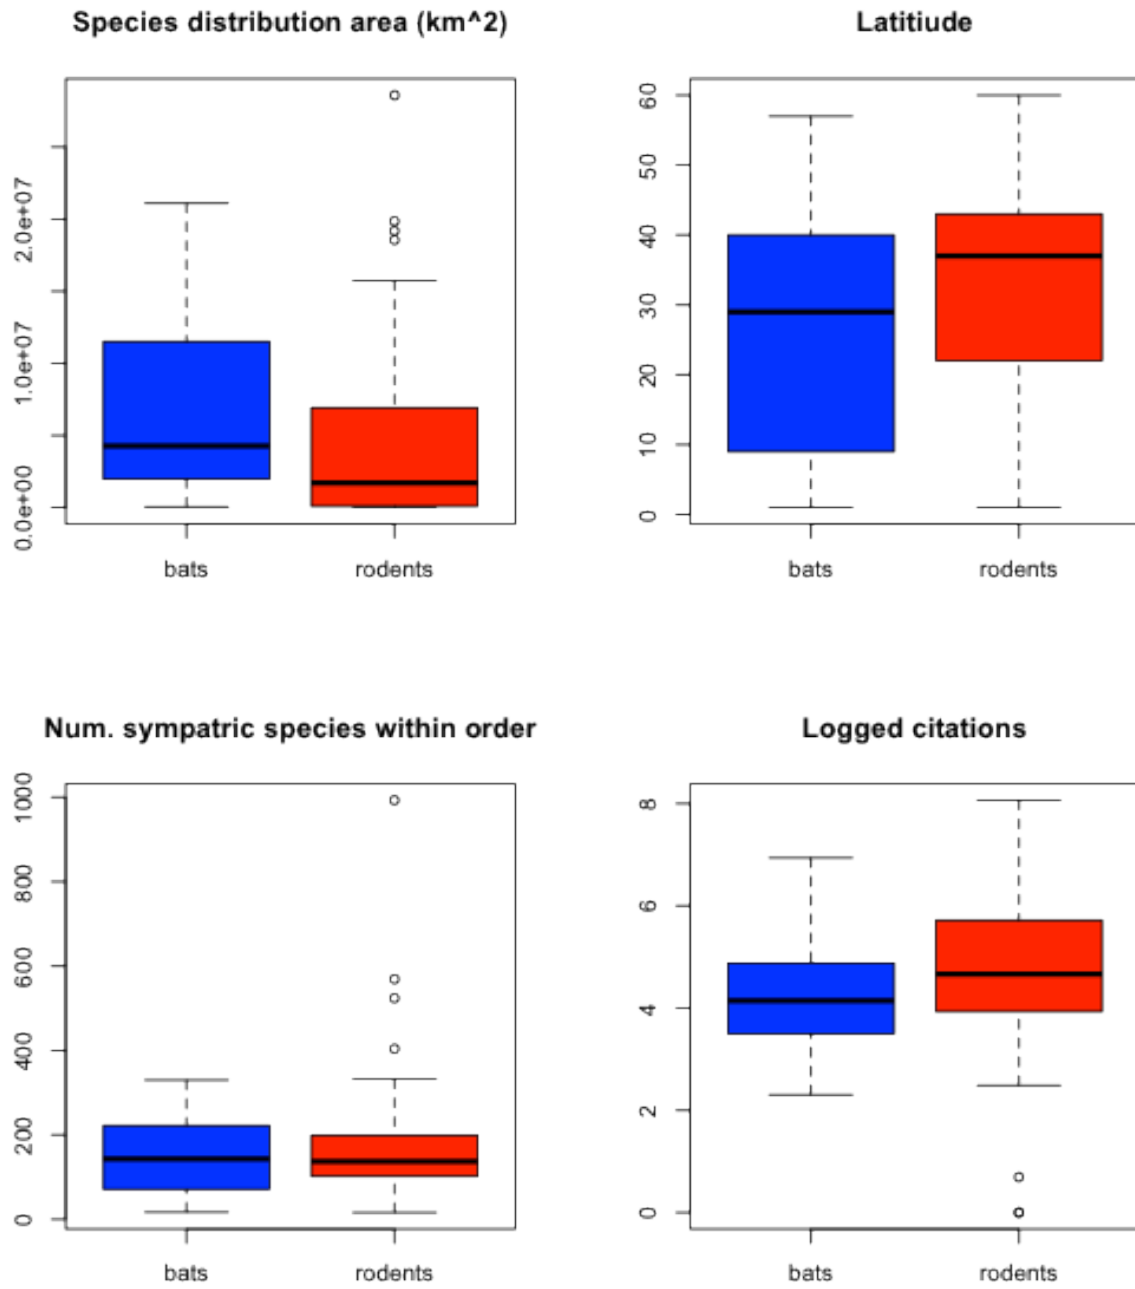 Species distribution area (km^2)
2.0e+07
1.0e+07
0.0e+00
bats rodents
Latitiude
60
50
40
30
20
10
0
bats rodents
Num. sympatric species within order
1000
800
600
400
200
0
bats rodents
Logged citations
8
6
4
2
0
bats rodents